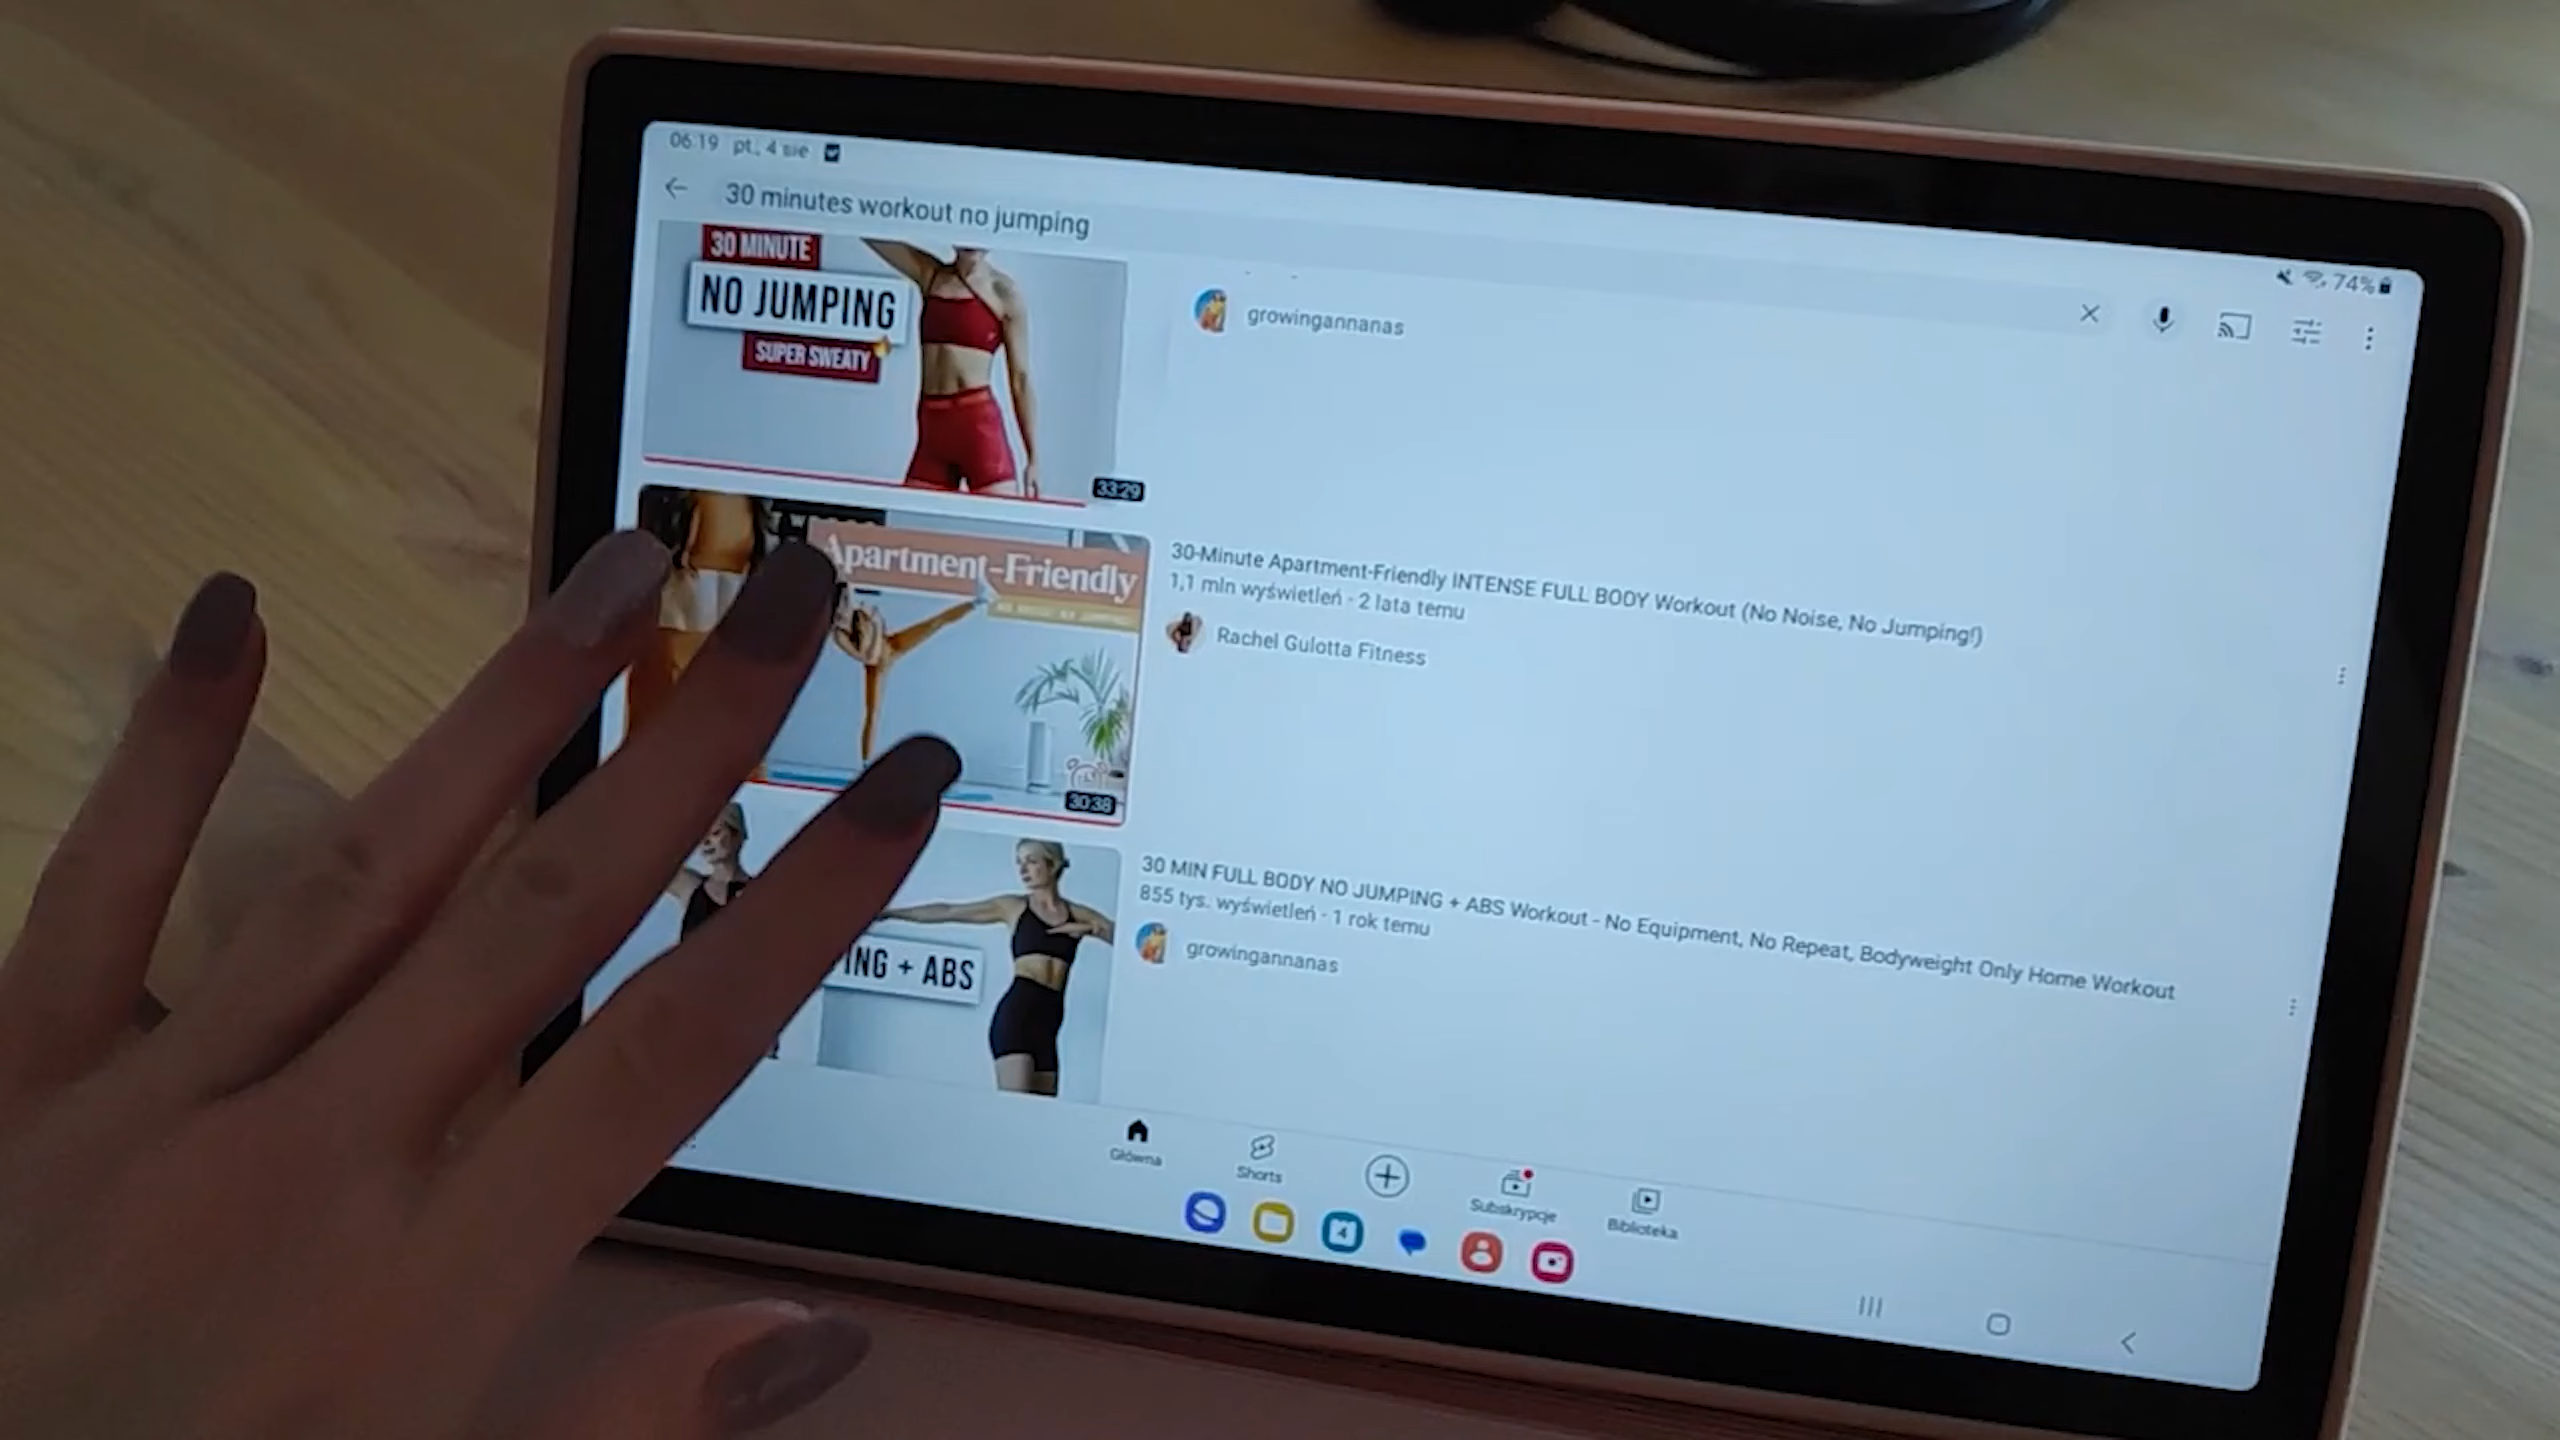 06:19 pt., 4 sie
74%
30 minutes workout no jumping
30 MINUTE
NO JUMPING
SUPER SWEATY
33:29
growingannanas
Apartment-Friendly
30:38
30-Minute Apartment-Friendly INTENSE FULL BODY Workout (No Noise, No Jumping!)
1,1 mln wyświetleń - 2 lata temu
Rachel Gulotta Fitness
ING + ABS
30 MIN FULL BODY NO JUMPING + ABS Workout - No Equipment, No Repeat, Bodyweight Only Home Workout
855 tys. wyświetleń - 1 rok temu
growingannanas
Główna
Shorts
Subskrypcje
Biblioteka
4